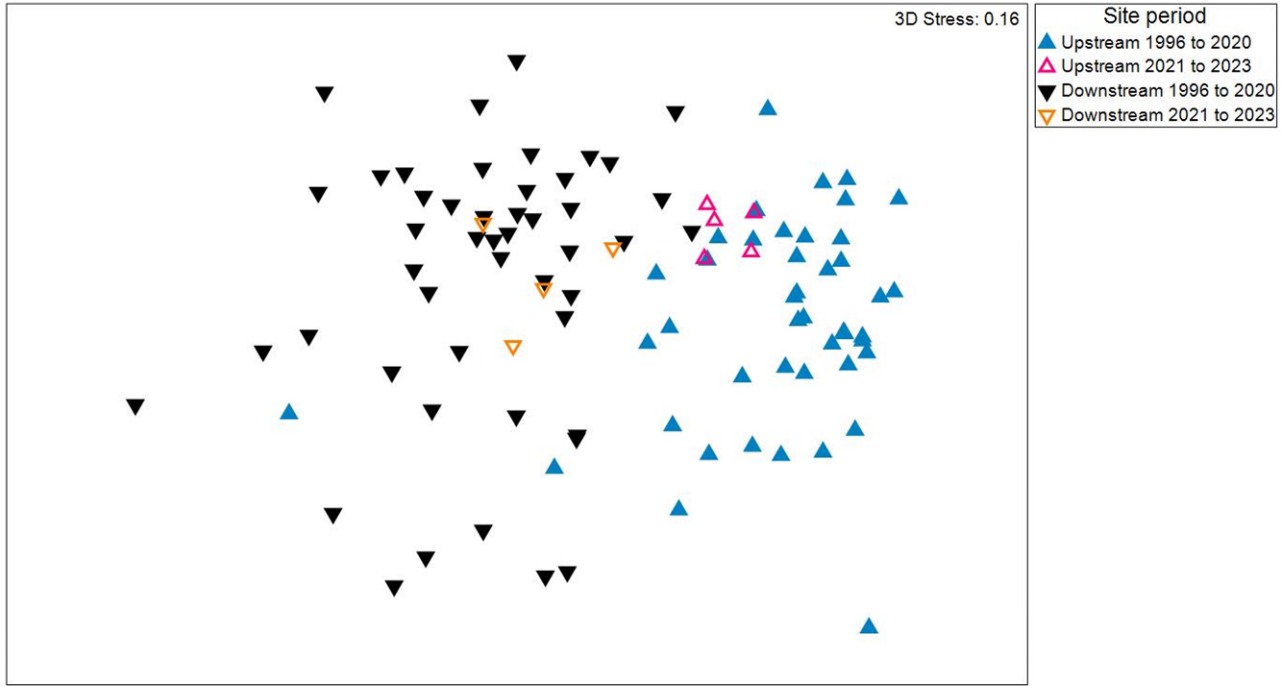 3D Stress: 0.16
Site period
Upstream 1996 to 2020
Upstream 2021 to 2023
Downstream 1996 to 2020
Downstream 2021 to 2023